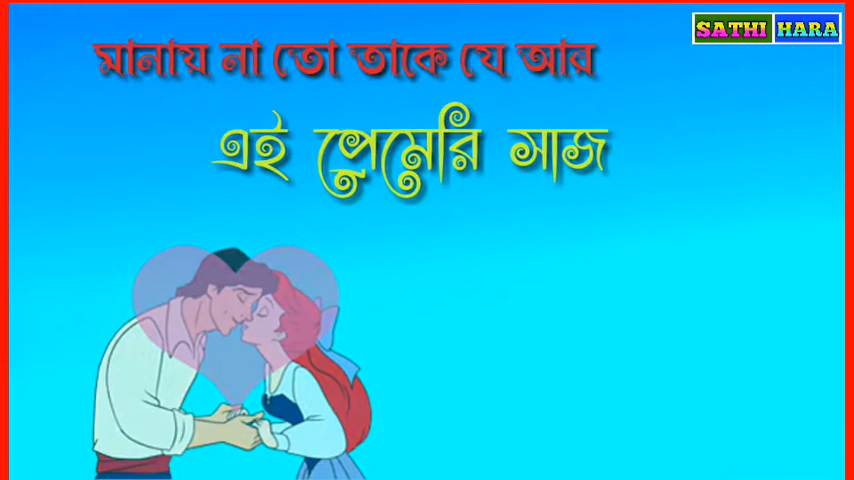 SATHI HARA
মানায় না তো তাকে যে আর
এই প্রেমেরি সাজ